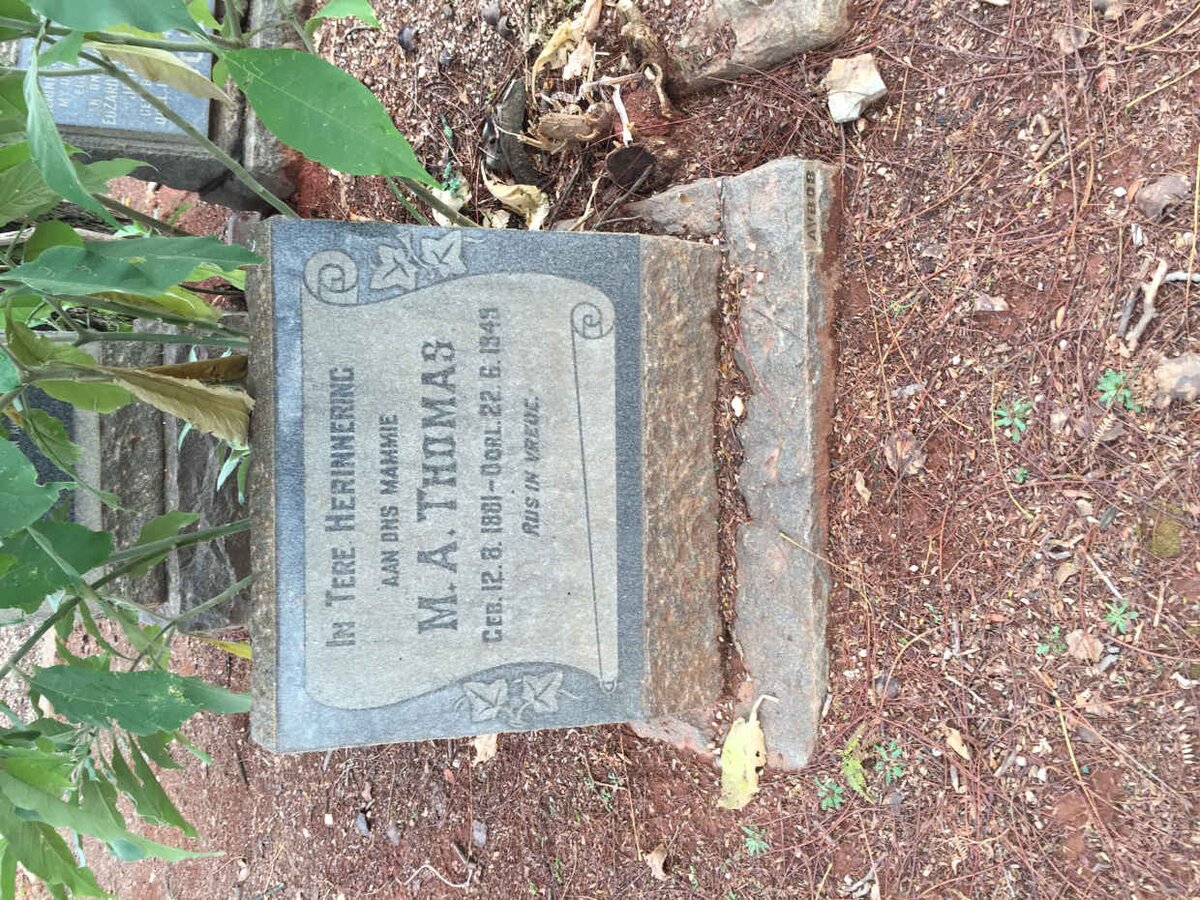 In Tere Herinnering
aan ons Mammie
M. A. Thomas
Geb. 12. 8. 1881 – Oorl. 22. 6. 1949
Rus in Vrede.